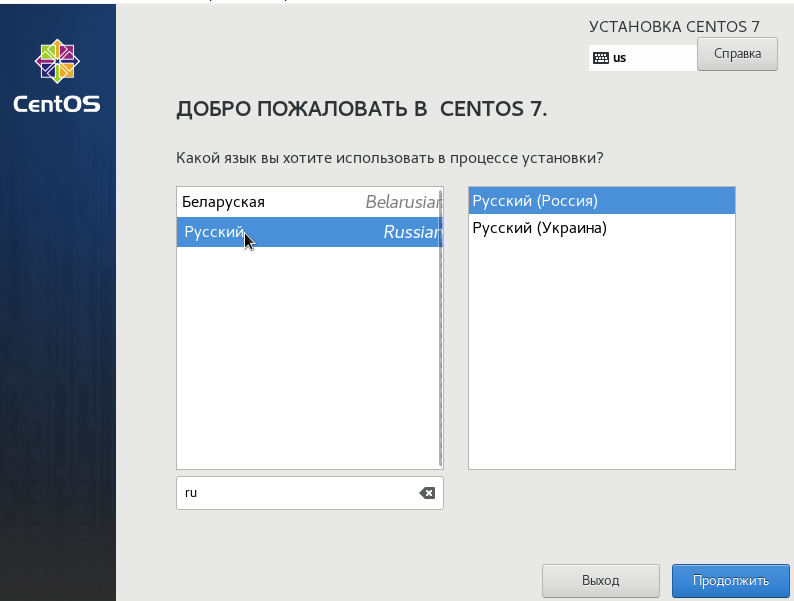 УСТАНОВКА CENTOS 7
us
Справка
CentOS
ДОБРО ПОЖАЛОВАТЬ В CENTOS 7.
Какой язык вы хотите использовать в процессе установки?
Беларуская Belarusian
Русский Russian
Русский (Россия)
Русский (Украина)
ru
Выход
Продолжить